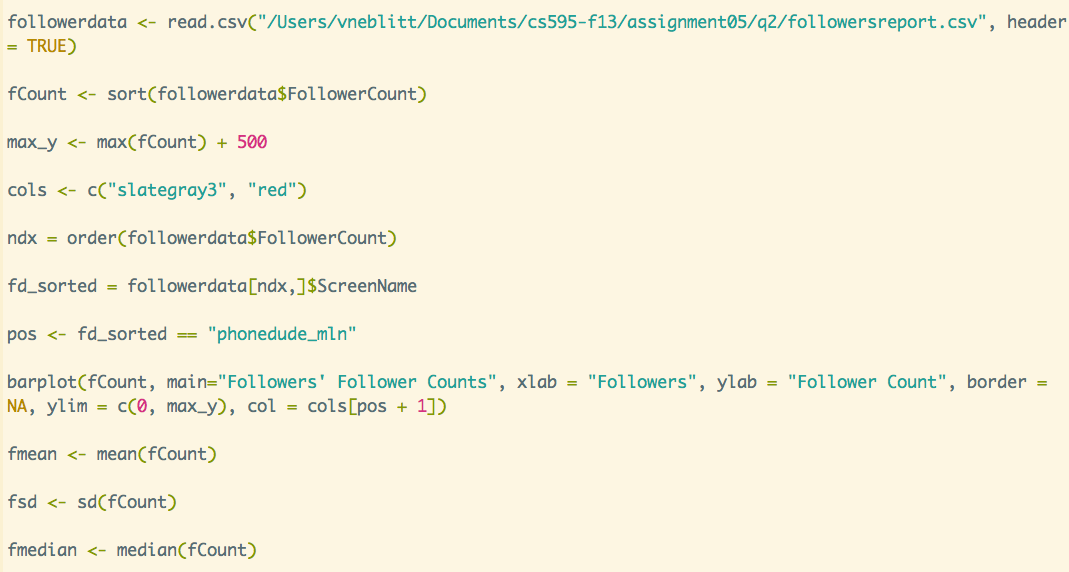 followerdata <- read.csv("/Users/vneblitt/Documents/cs595-f13/assignment05/q2/followersreport.csv", header
= TRUE)
fCount <- sort(followerdata$FollowerCount)
max_y <- max(fCount) + 500
cols <- c("slategray3", "red")
ndx = order(followerdata$FollowerCount)
fd_sorted = followerdata[ndx,]$ScreenName
pos <- fd_sorted == "phonedude_mln"
barplot(fCount, main="Followers' Follower Counts", xlab = "Followers", ylab = "Follower Count", border =
NA, ylim = c(0, max_y), col = cols[pos + 1])
fmean <- mean(fCount)
fsd <- sd(fCount)
fmedian <- median(fCount)